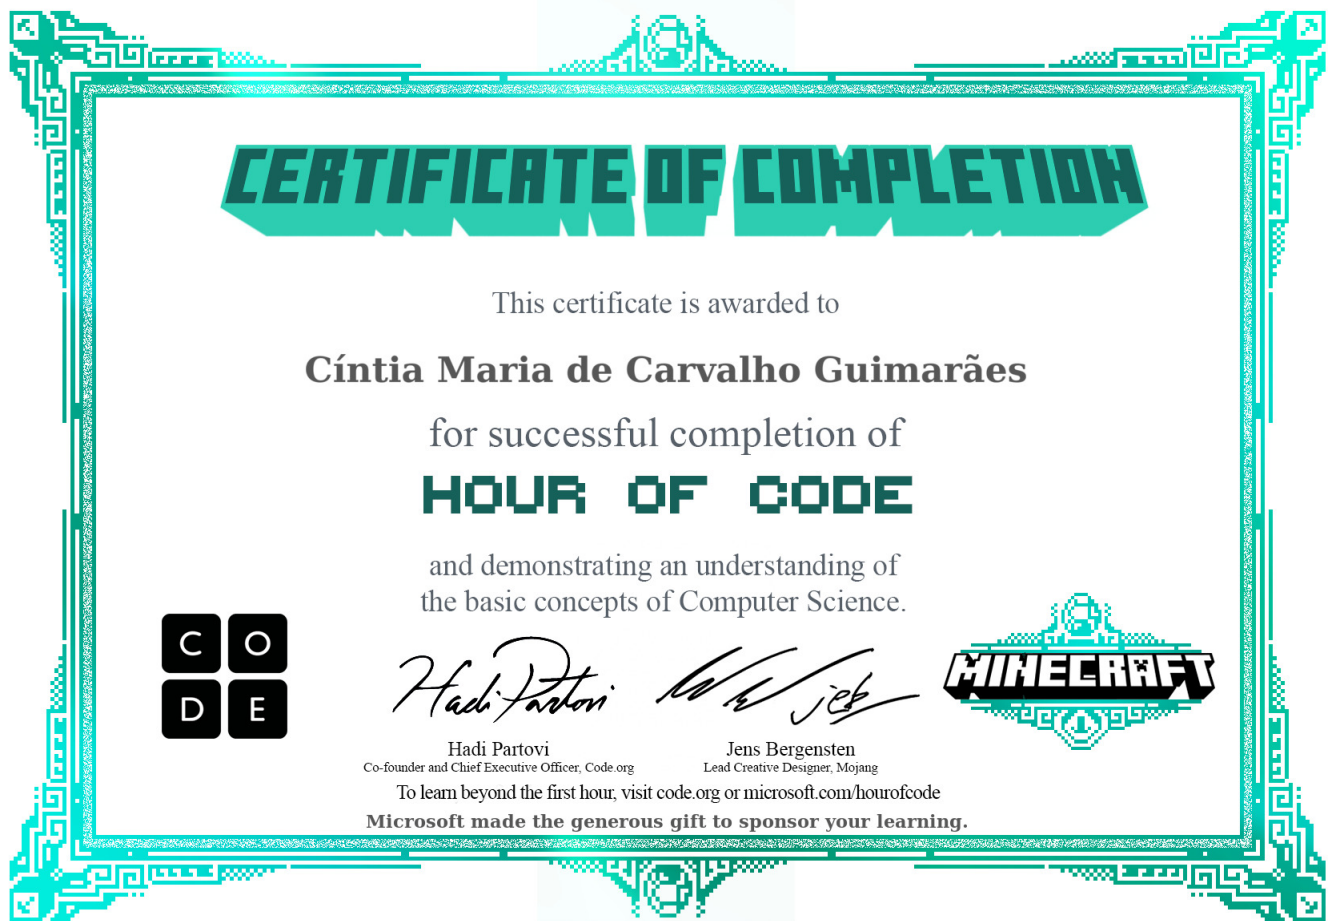 CERTIFICATE OF COMPLETION
This certificate is awarded to
Cíntia Maria de Carvalho Guimarães
for successful completion of
HOUR OF CODE
and demonstrating an understanding of
the basic concepts of Computer Science.
C O
D E
Hadi Partovi
jeb
MINECRAFT
Hadi Partovi
Co-founder and Chief Executive Officer, Code.org
Jens Bergensten
Lead Creative Designer, Mojang
To learn beyond the first hour, visit code.org or microsoft.com/hourofcode
Microsoft made the generous gift to sponsor your learning.